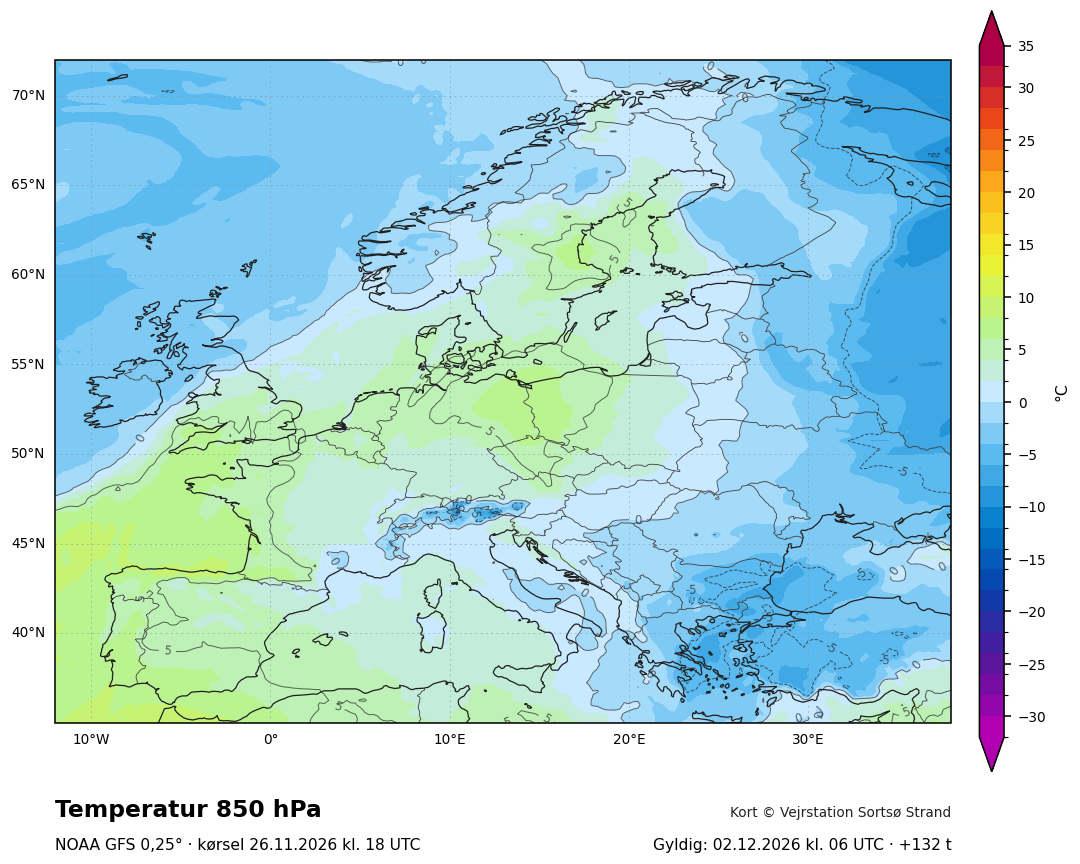 35
30
25
20
15
10
5
0
−5
−10
−15
−20
−25
−30
°C
70°N
65°N
60°N
55°N
50°N
45°N
40°N
10°W
0°
10°E
20°E
30°E
Temperatur 850 hPa
Kort © Vejrstation Sortsø Strand
NOAA GFS 0,25° · kørsel 26.11.2026 kl. 18 UTC
Gyldig: 02.12.2026 kl. 06 UTC · +132 t